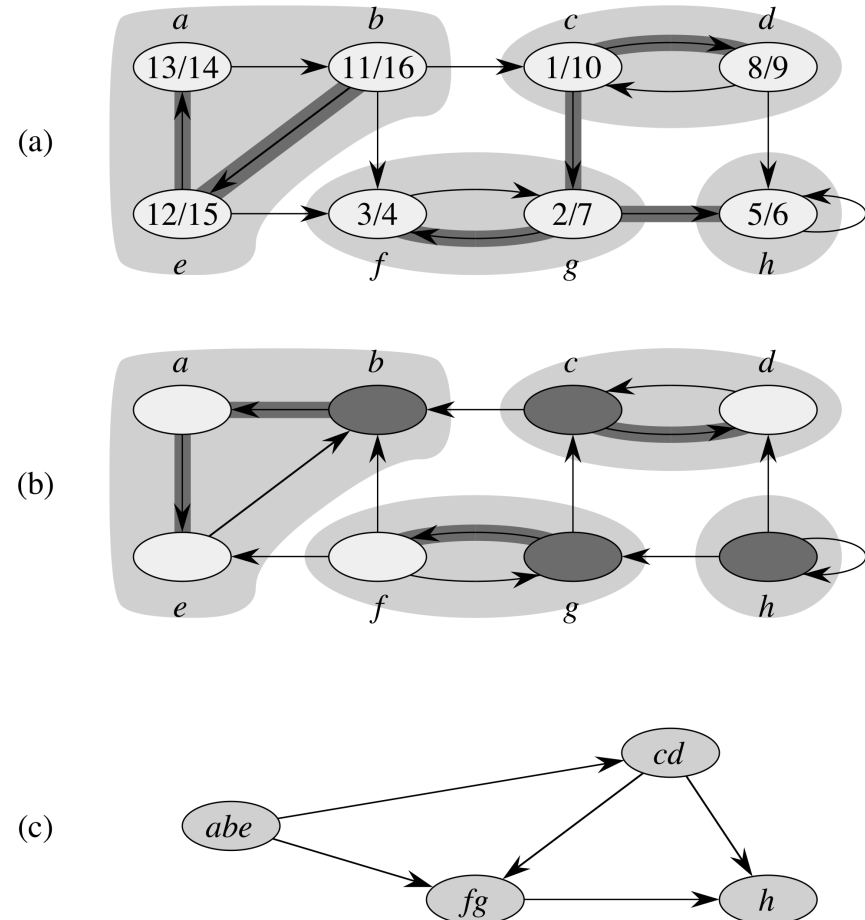 a b c d
13/14 11/16 1/10 8/9
(a)
12/15 3/4 2/7 5/6
e f g h
a b c d
(b)
e f g h
cd
(c) abe
fg h